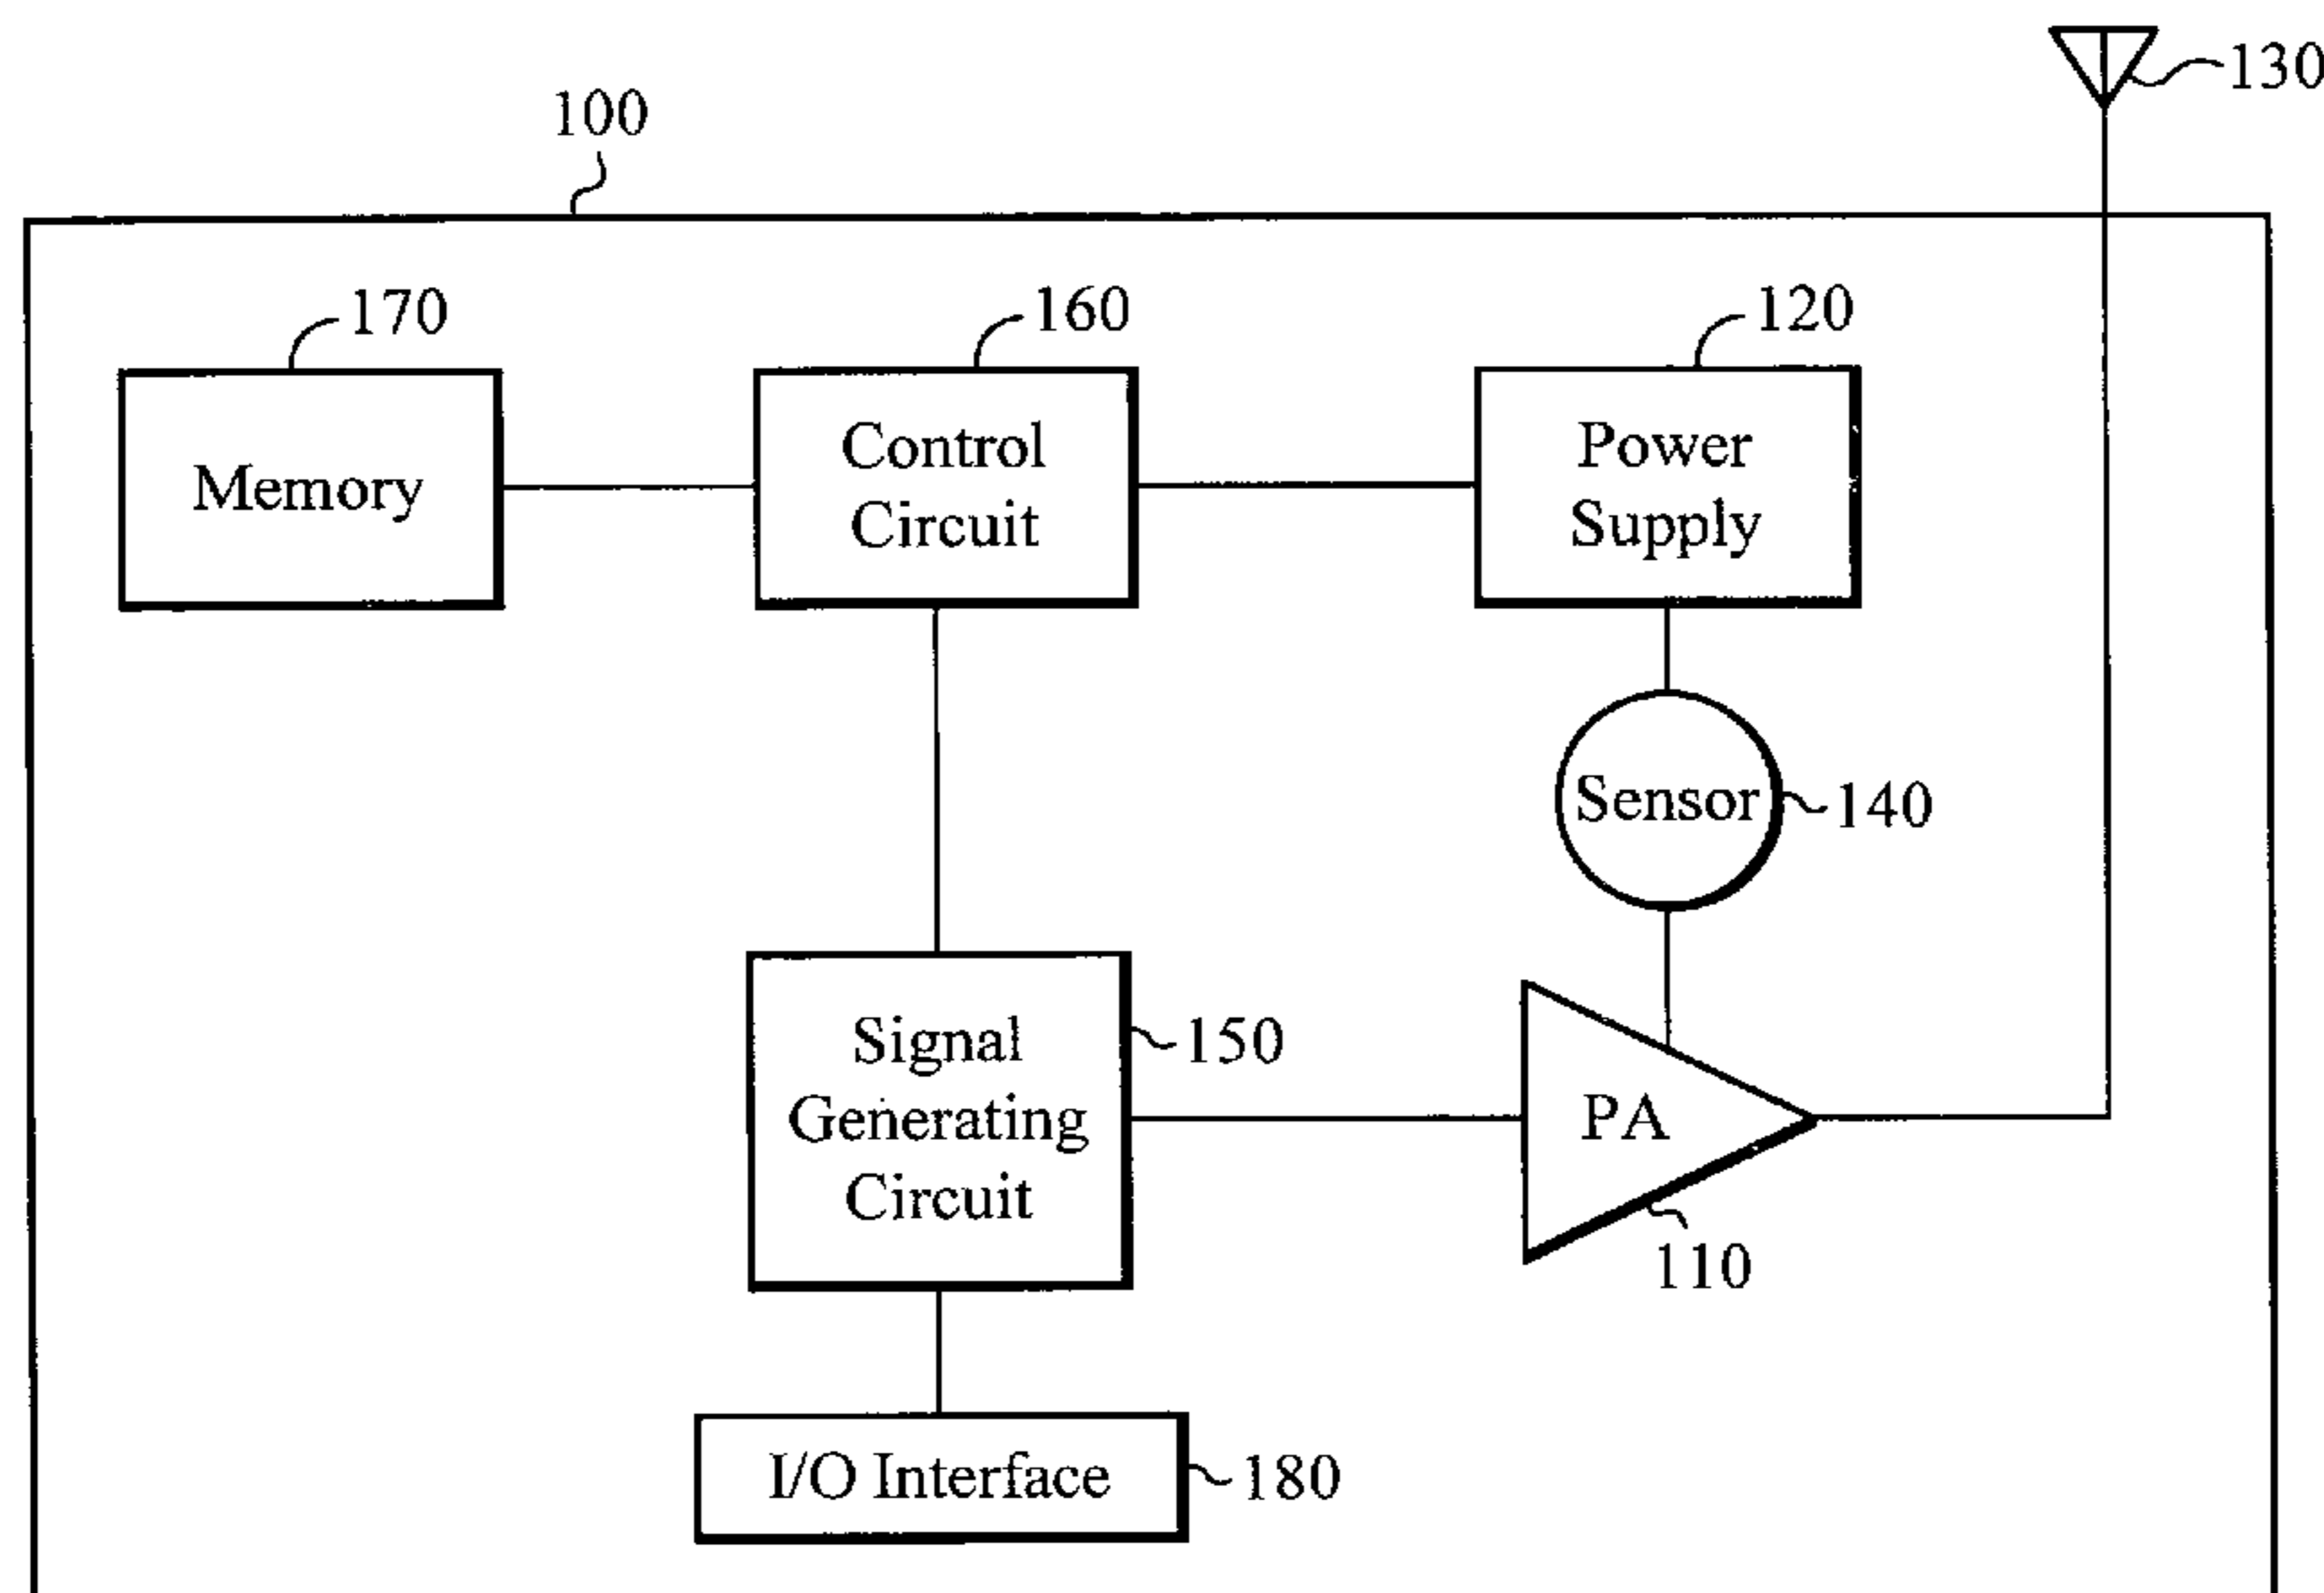 130
100
170
160
120
Memory
Control
Circuit
Power
Supply
Sensor
140
Signal
Generating
Circuit
150
PA
110
I/O Interface
180